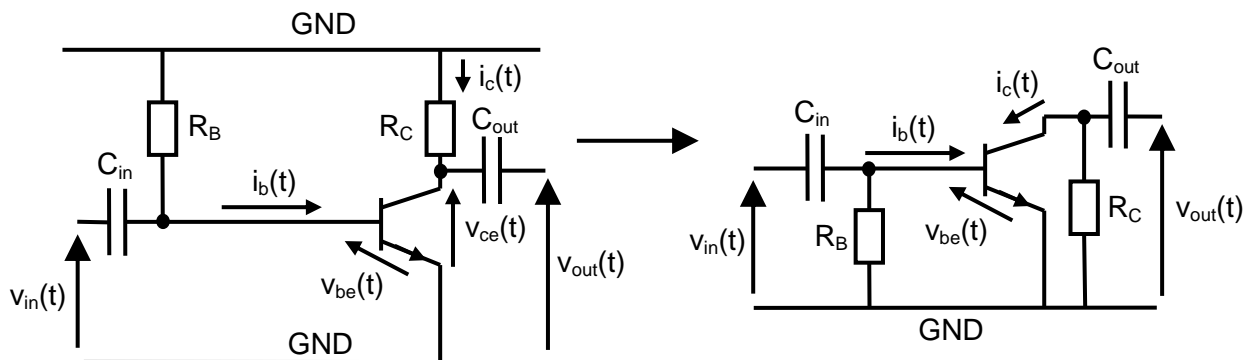 GND
i_c(t)
R_B
R_C
C_out
C_in
i_b(t)
v_ce(t)
v_be(t)
v_in(t)
v_out(t)
GND
C_out
i_c(t)
C_in
i_b(t)
R_C
v_out(t)
R_B
v_be(t)
v_in(t)
GND